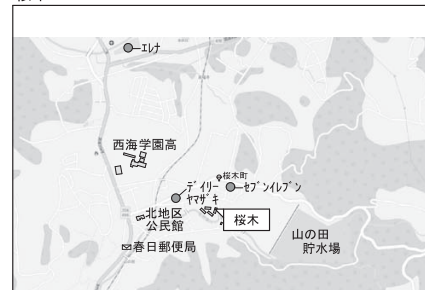 エレナ
西海学園高
桜木町
セブンイレブン
デイリー
ヤマザキ
北地区
公民館
桜木
春日郵便局
山の田
貯水場